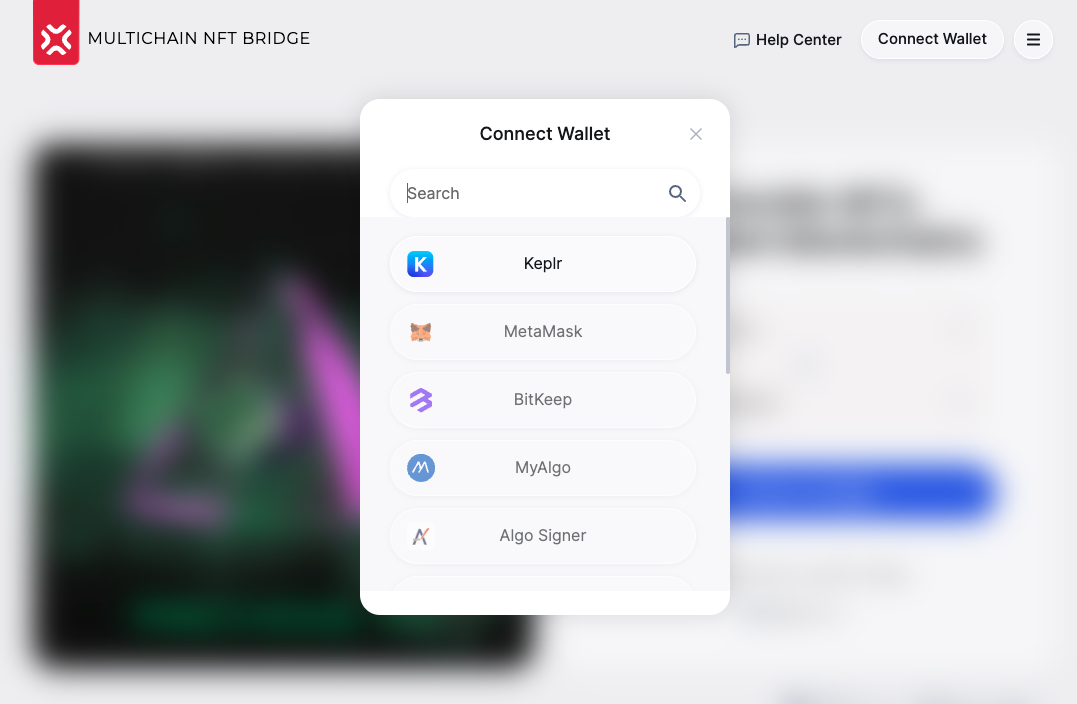 MULTICHAIN NFT BRIDGE
Help Center
Connect Wallet
Connect Wallet
Search
Keplr
MetaMask
BitKeep
MyAlgo
Algo Signer